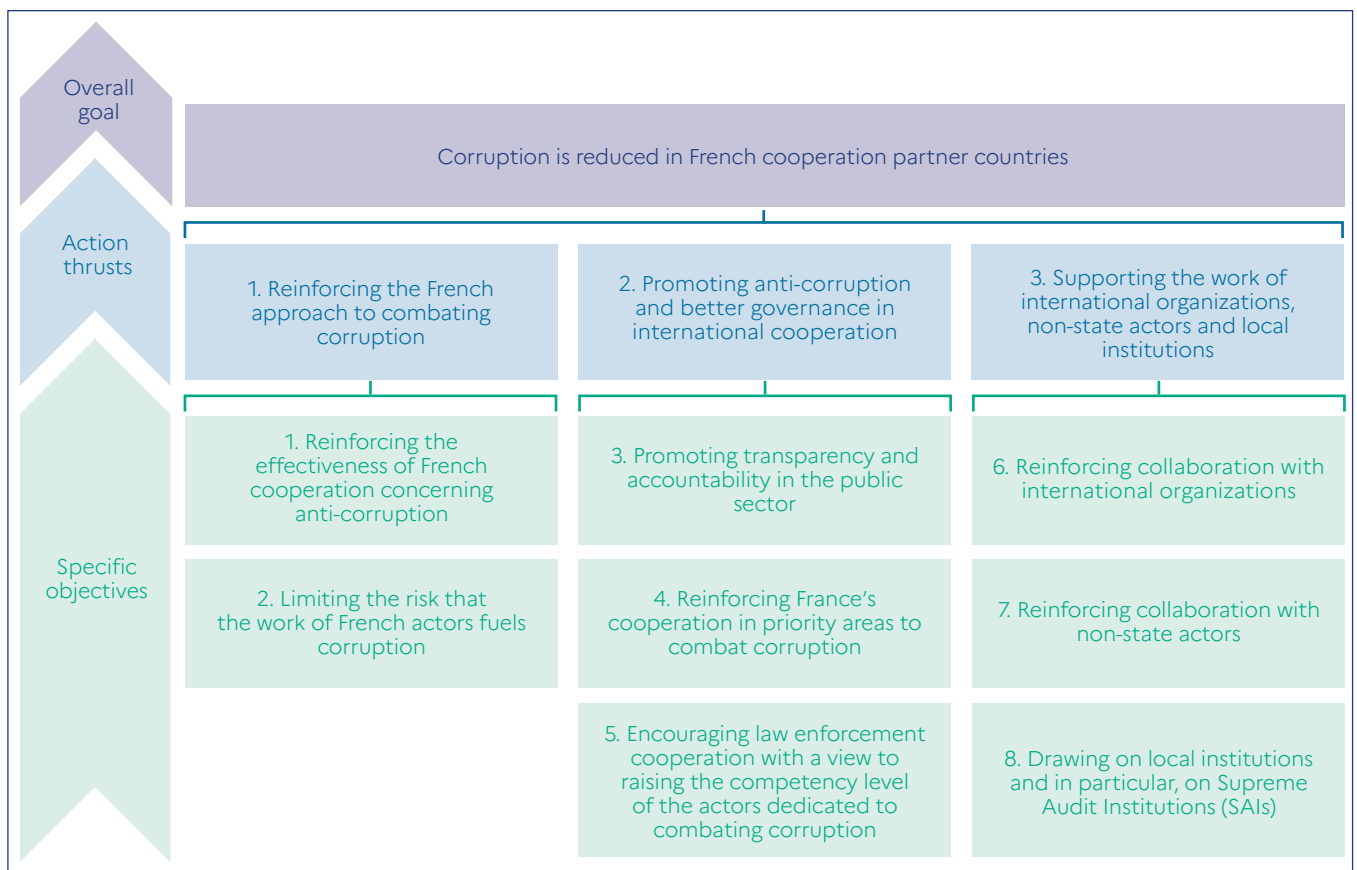 Overall
goal
Corruption is reduced in French cooperation partner countries
Action
thrusts
1. Reinforcing the French
approach to combating
corruption
2. Promoting anti-corruption
and better governance in
international cooperation
3. Supporting the work of
international organizations,
non-state actors and local
institutions
Specific
objectives
1. Reinforcing the
effectiveness of French
cooperation concerning
anti-corruption
3. Promoting transparency and
accountability in the public
sector
6. Reinforcing collaboration with
international organizations
2. Limiting the risk that
the work of French actors fuels
corruption
4. Reinforcing France's
cooperation in priority areas to
combat corruption
7. Reinforcing collaboration with
non-state actors
5. Encouraging law enforcement
cooperation with a view to
raising the competency level
of the actors dedicated to
combating corruption
8. Drawing on local institutions
and in particular, on Supreme
Audit Institutions (SAIs)